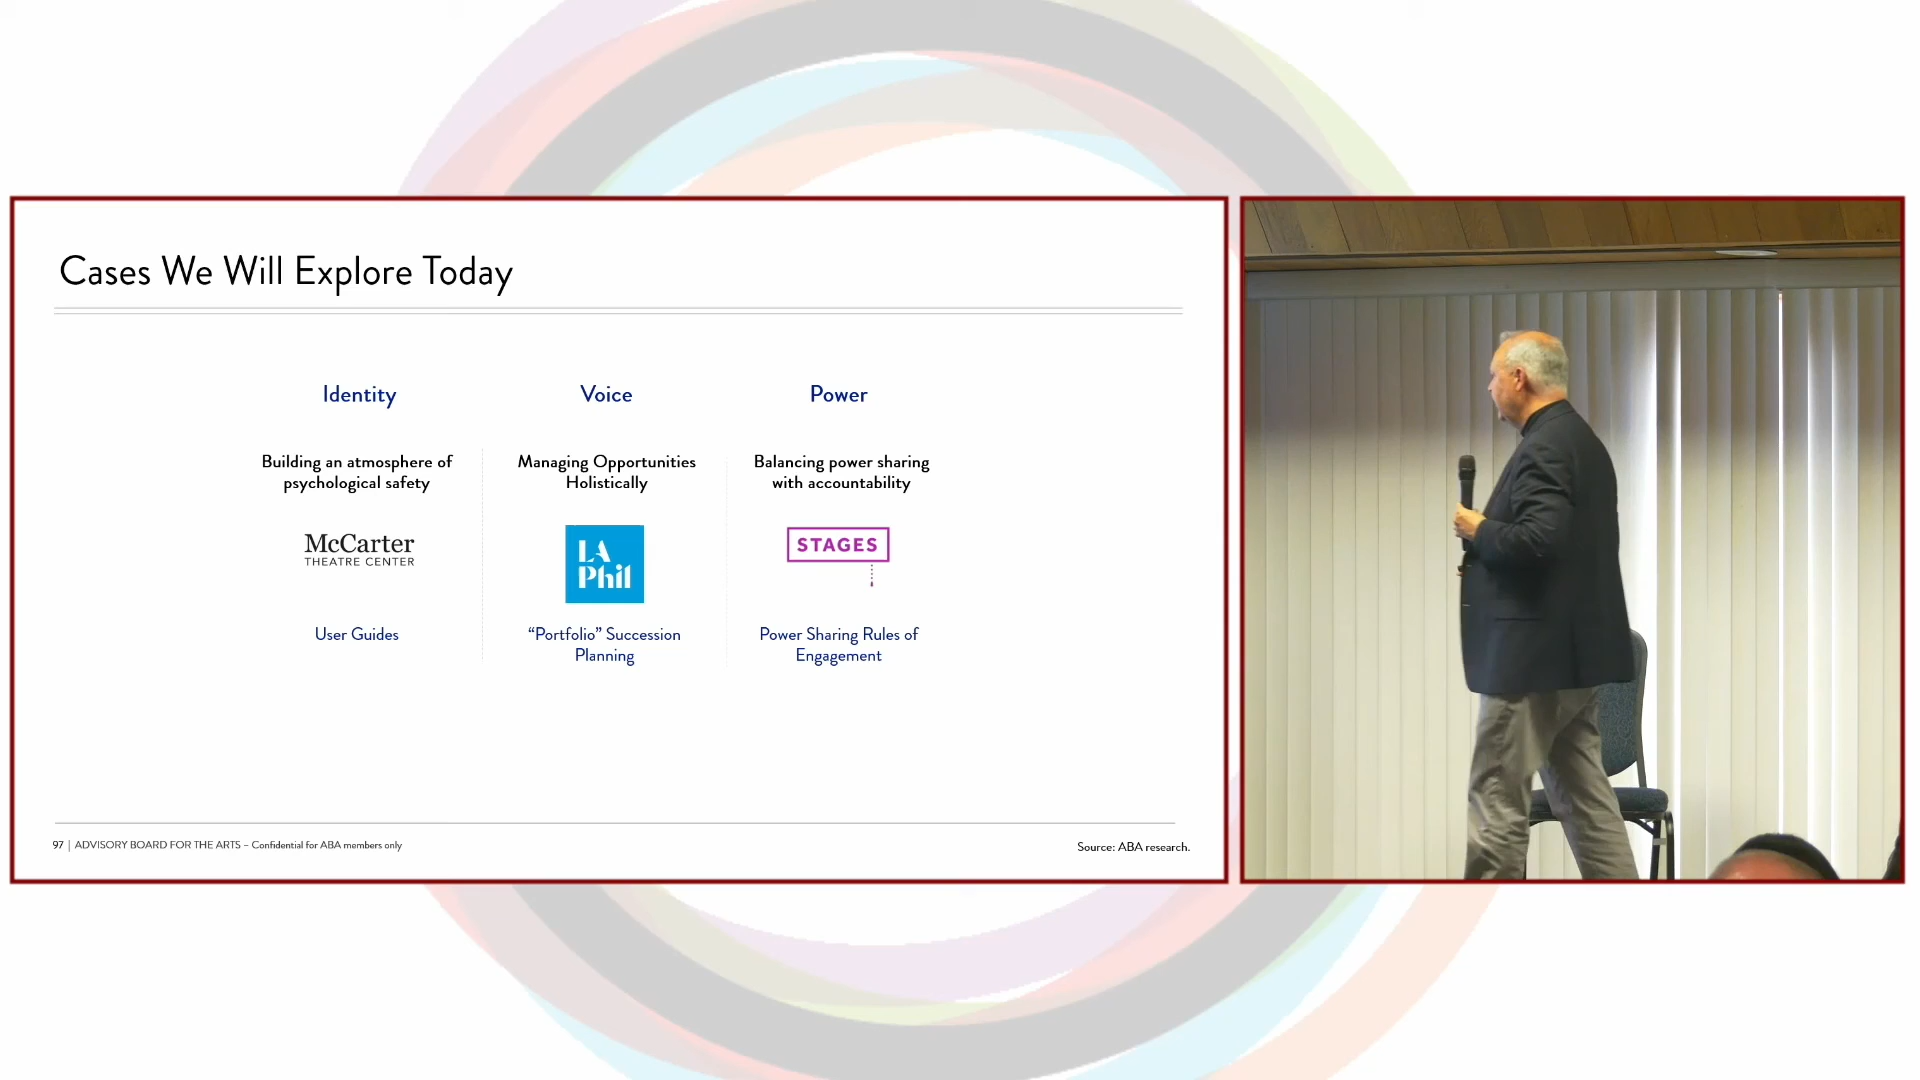 Cases We Will Explore Today
Identity
Building an atmosphere of
psychological safety
McCarter
THEATRE CENTER
User Guides
Voice
Managing Opportunities
Holistically
LA
Phil
“Portfolio” Succession
Planning
Power
Balancing power sharing
with accountability
STAGES
Power Sharing Rules of
Engagement
97 | ADVISORY BOARD FOR THE ARTS – Confidential for ABA members only
Source: ABA research.